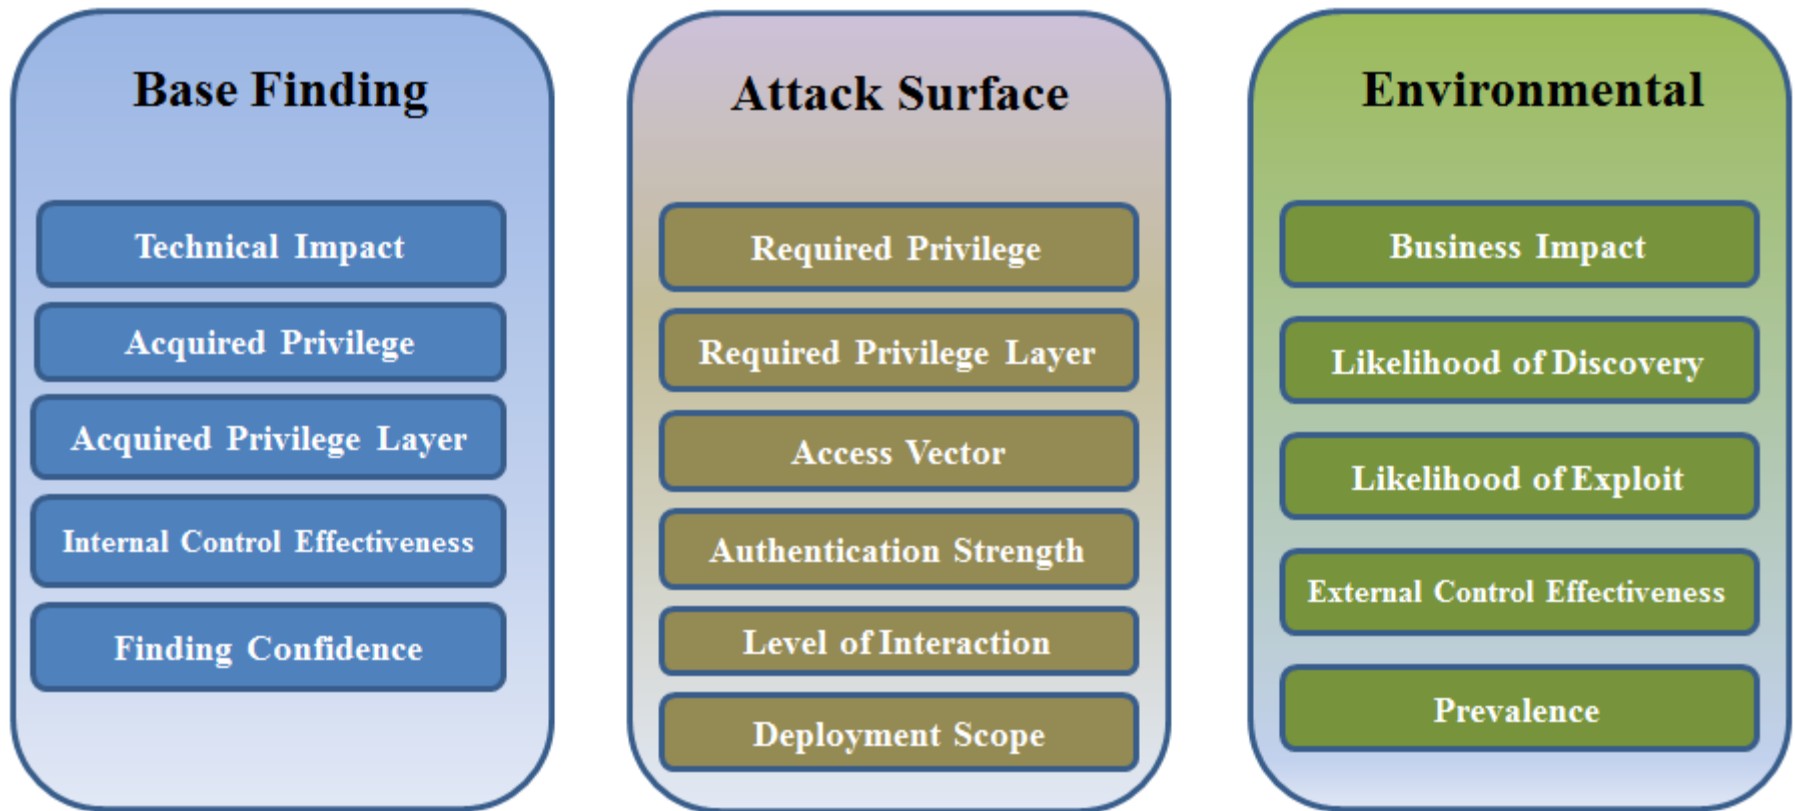 Base Finding
Technical Impact
Acquired Privilege
Acquired Privilege Layer
Internal Control Effectiveness
Finding Confidence
Attack Surface
Required Privilege
Required Privilege Layer
Access Vector
Authentication Strength
Level of Interaction
Deployment Scope
Environmental
Business Impact
Likelihood of Discovery
Likelihood of Exploit
External Control Effectiveness
Prevalence